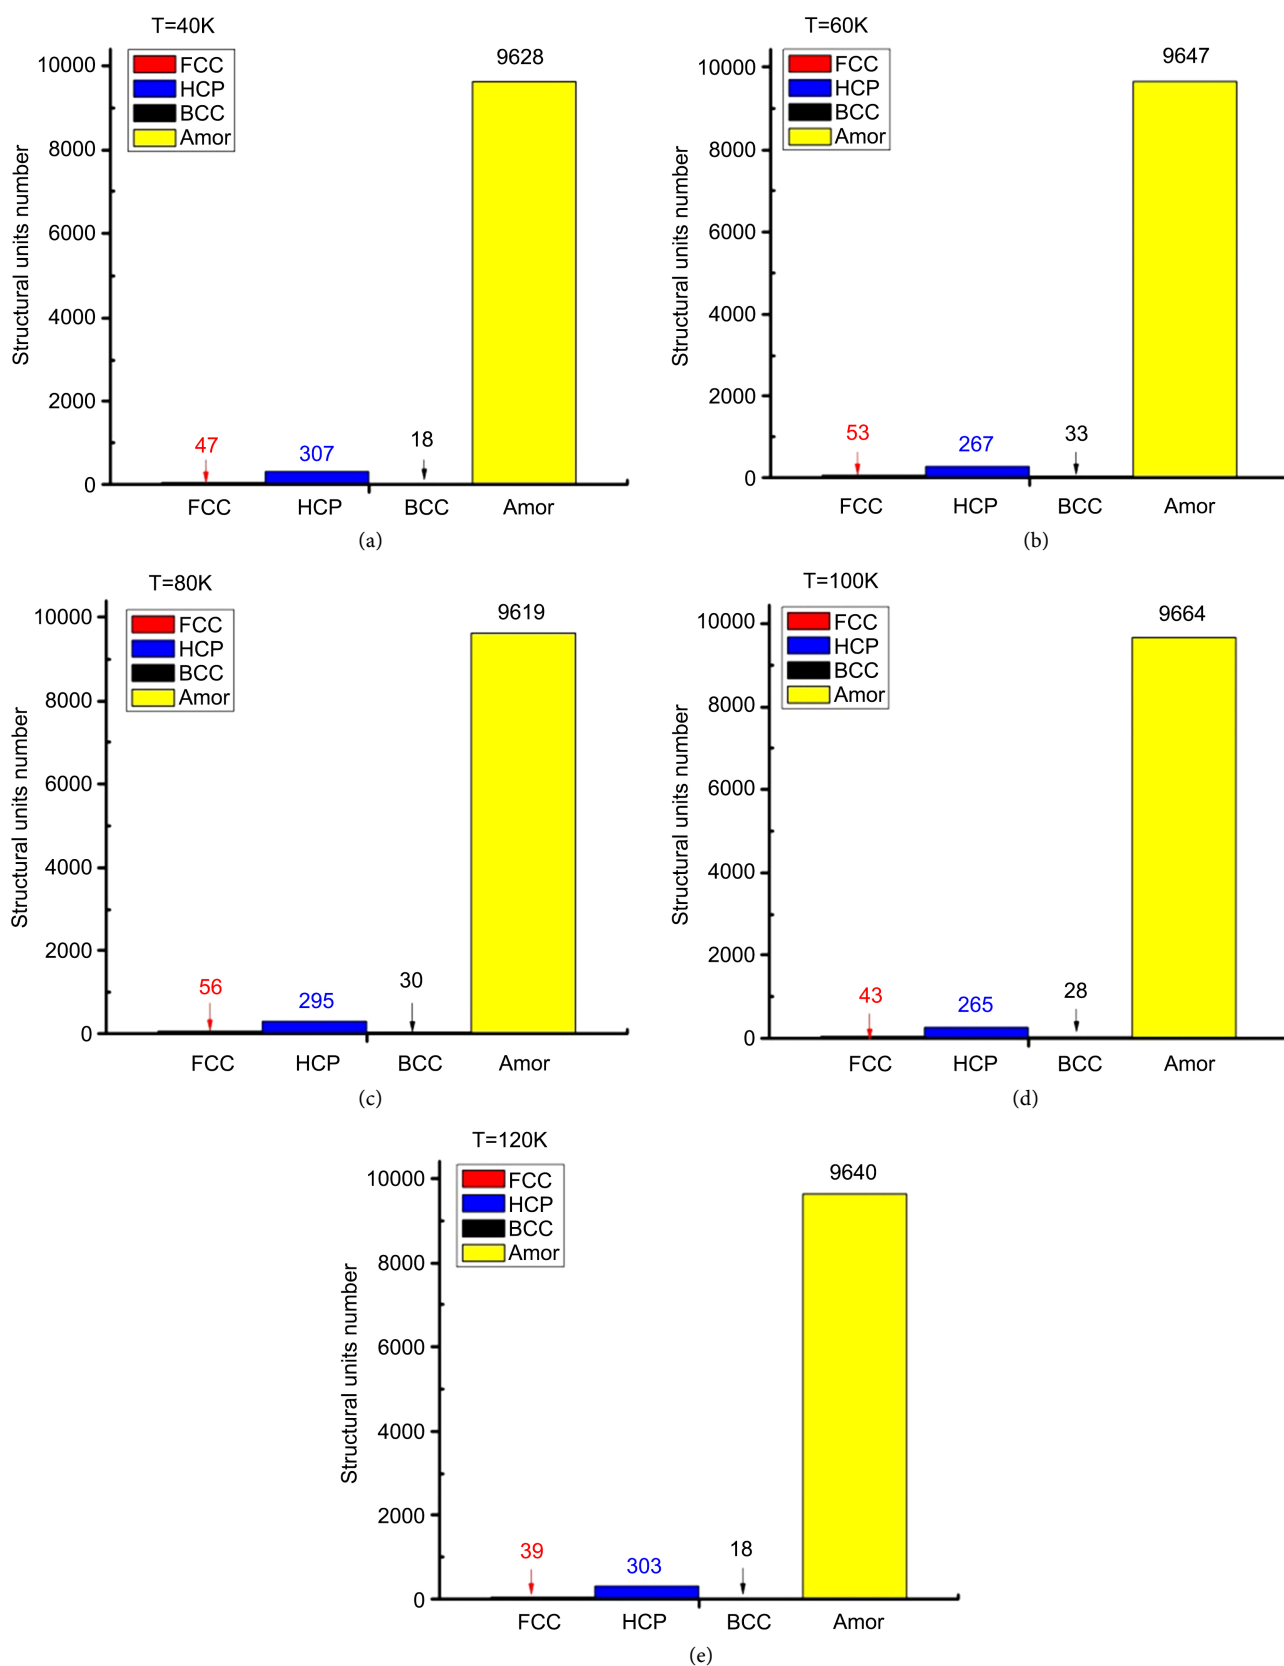 T=40K
FCC
HCP
BCC
Amor
9628
10000
8000
6000
4000
2000
0
Structural units number
47
307
18
FCC HCP BCC Amor
(a)
T=60K
FCC
HCP
BCC
Amor
9647
10000
8000
6000
4000
2000
0
Structural units number
53
267
33
FCC HCP BCC Amor
(b)
T=80K
FCC
HCP
BCC
Amor
9619
10000
8000
6000
4000
2000
0
Structural units number
56
295
30
FCC HCP BCC Amor
(c)
T=100K
FCC
HCP
BCC
Amor
9664
10000
8000
6000
4000
2000
0
Structural units number
43
265
28
FCC HCP BCC Amor
(d)
T=120K
FCC
HCP
BCC
Amor
9640
10000
8000
6000
4000
2000
0
Structural units number
39
303
18
FCC HCP BCC Amor
(e)